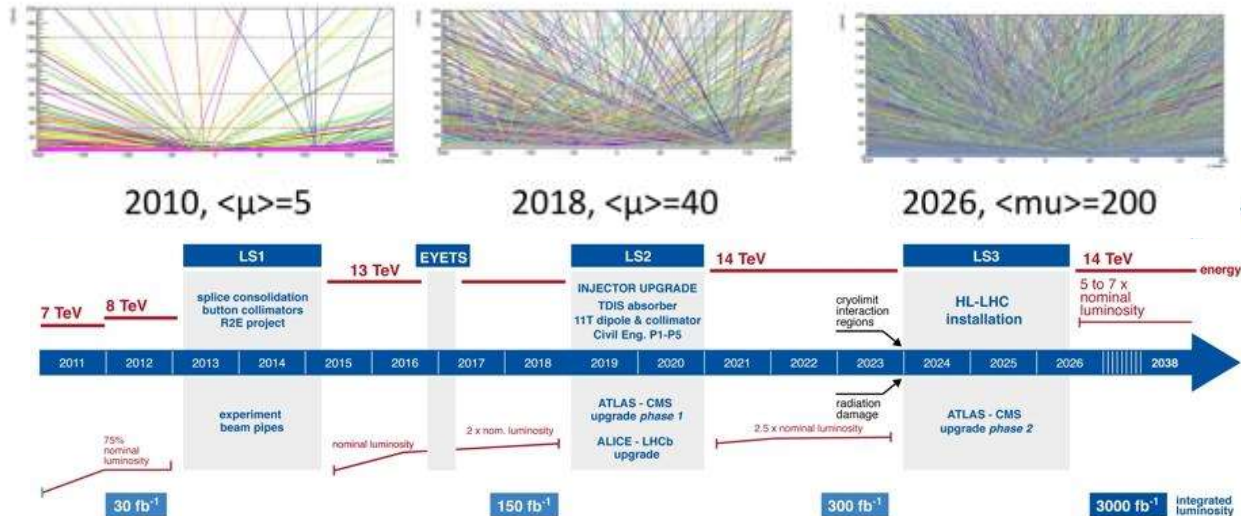 2010, <μ>=5
2018, <μ>=40
2026, <mu>=200
LS1
EYETS
LS2
LS3
7 TeV
8 TeV
13 TeV
14 TeV
14 TeV
energy
splice consolidation
button collimators
R2E project
INJECTOR UPGRADE
TDIS absorber
11T dipole & collimator
Civil Eng. P1-P5
cryolimit
interaction
regions
HL-LHC
installation
5 to 7 x
nominal
luminosity
2011
2012
2013
2014
2015
2016
2017
2018
2019
2020
2021
2022
2023
2024
2025
2026
2038
75%
nominal
luminosity
experiment
beam pipes
nominal luminosity
2 x nom. luminosity
ATLAS - CMS
upgrade phase 1
ALICE - LHCb
upgrade
2.5 x nominal luminosity
radiation
damage
ATLAS - CMS
upgrade phase 2
30 fb⁻¹
150 fb⁻¹
300 fb⁻¹
3000 fb⁻¹
integrated
luminosity